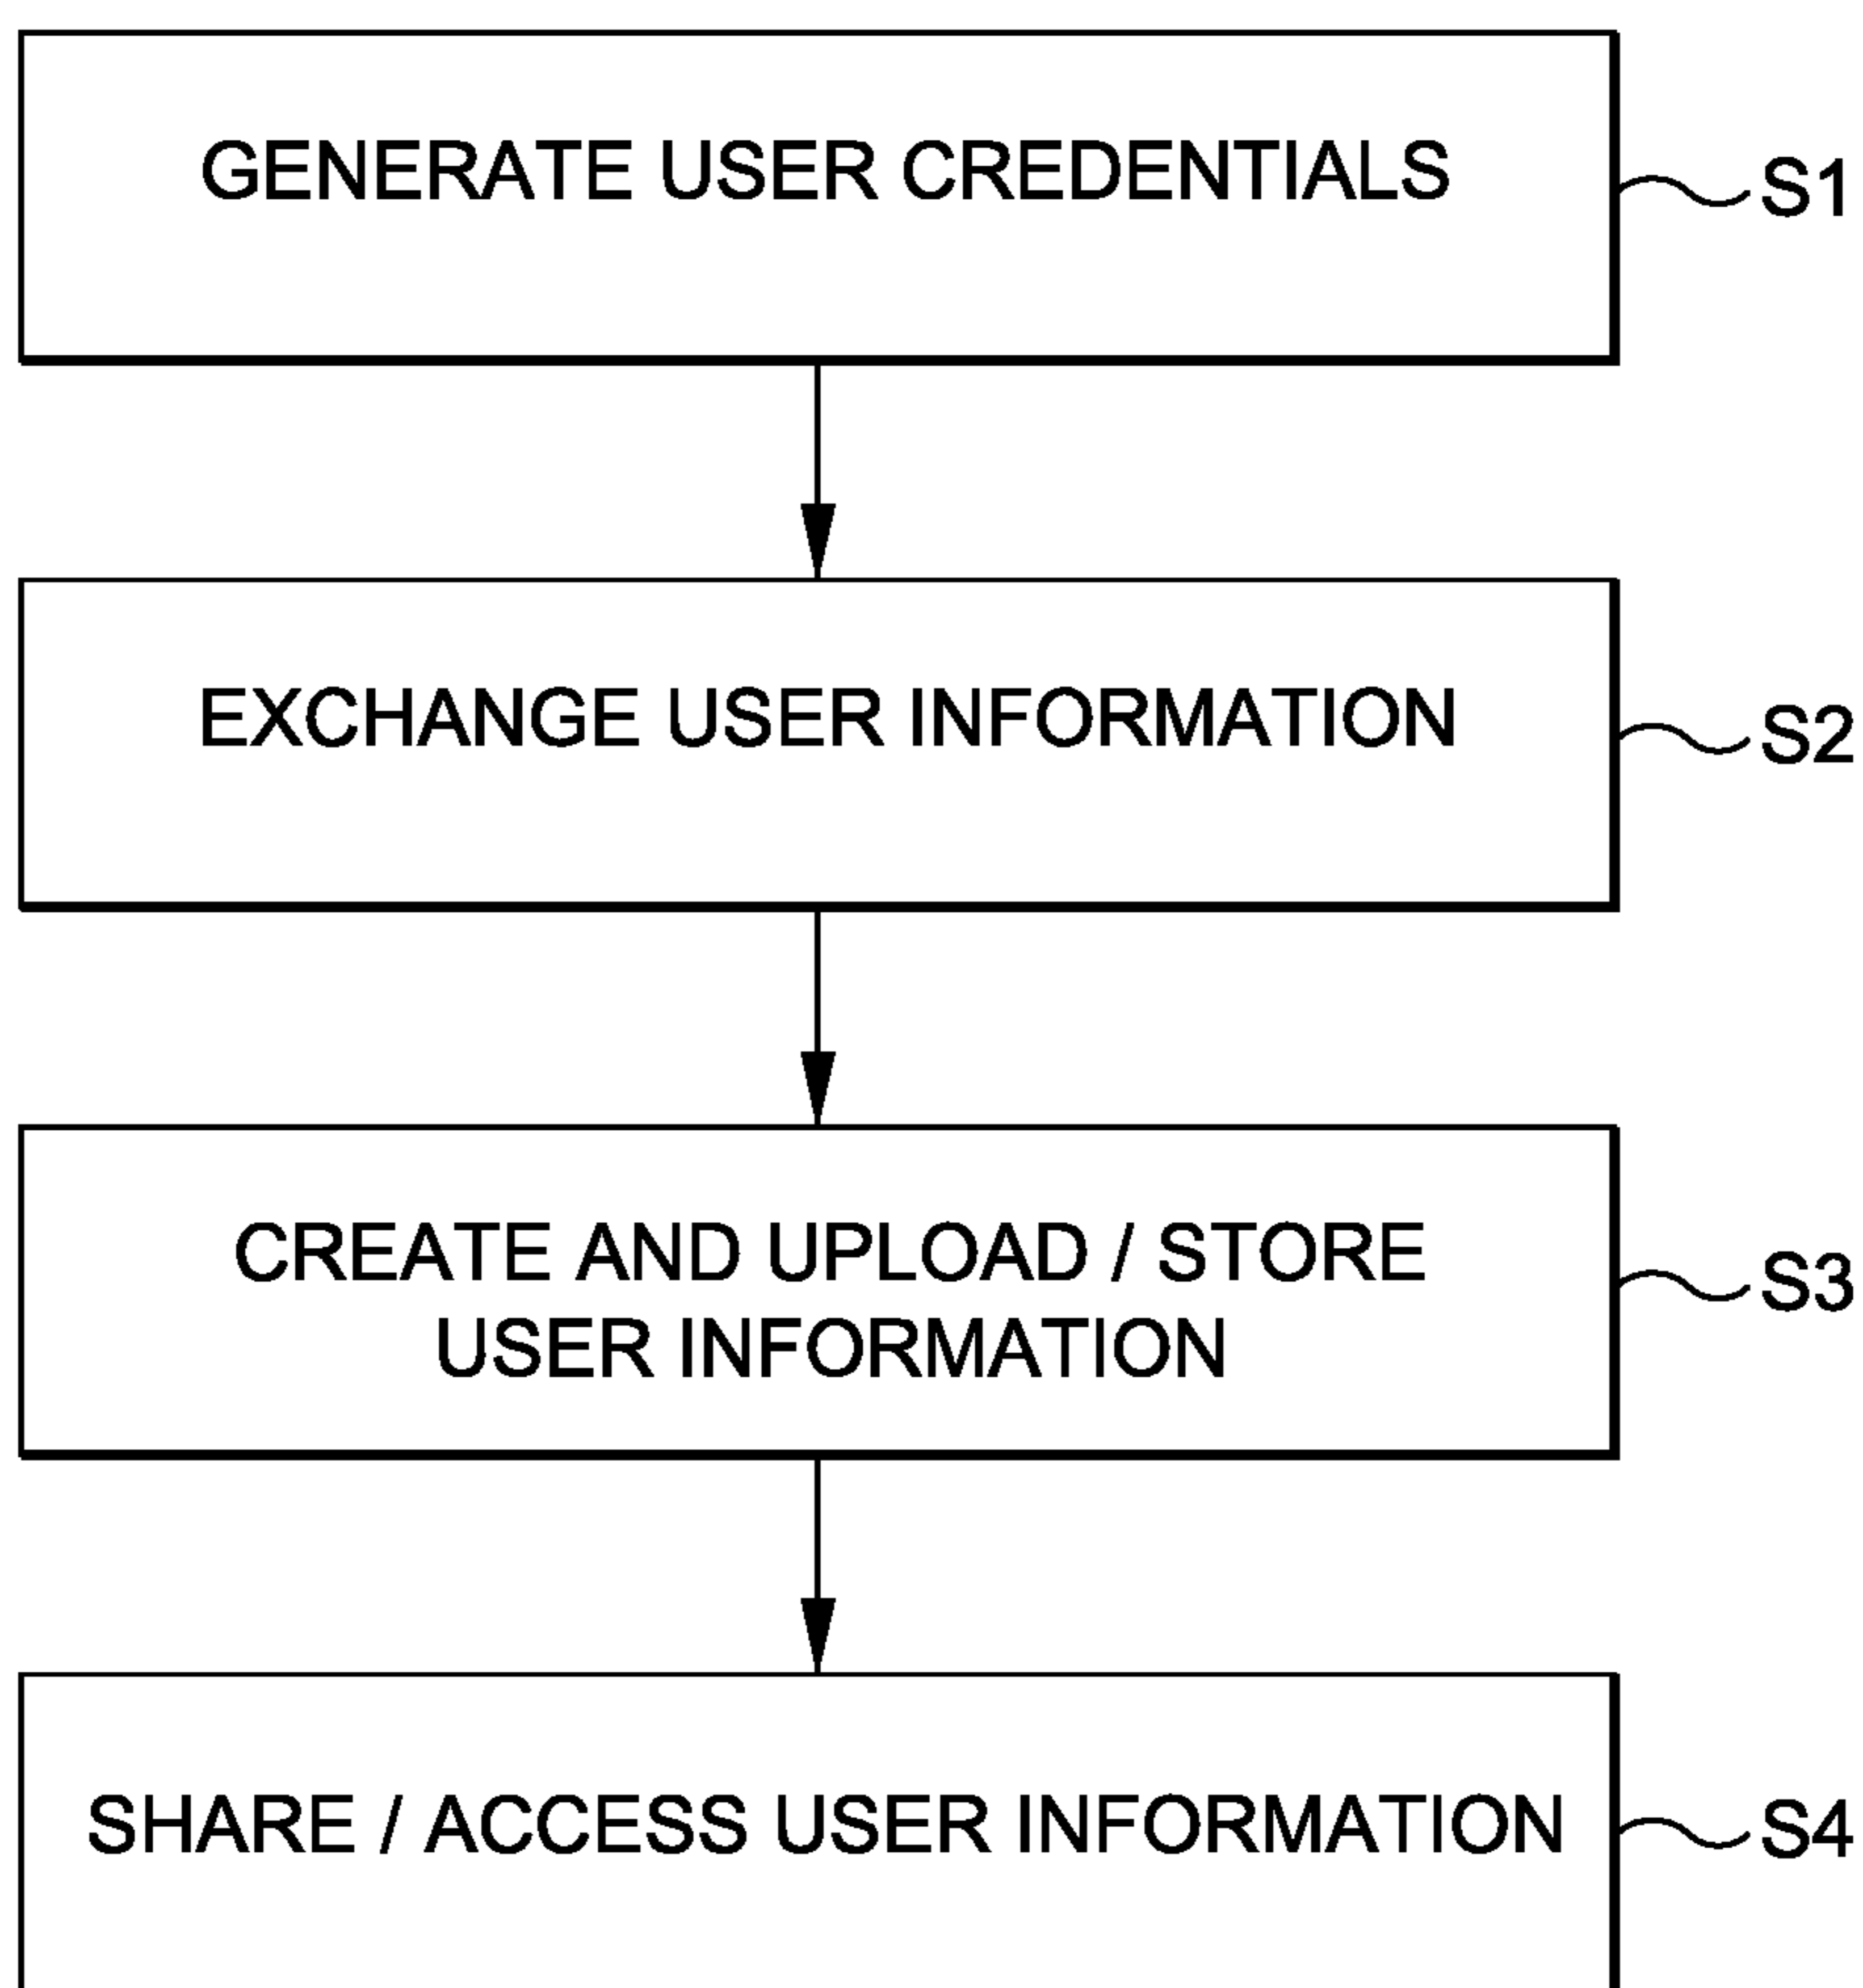 GENERATE USER CREDENTIALS
S1
EXCHANGE USER INFORMATION
S2
CREATE AND UPLOAD / STORE
USER INFORMATION
S3
SHARE / ACCESS USER INFORMATION
S4